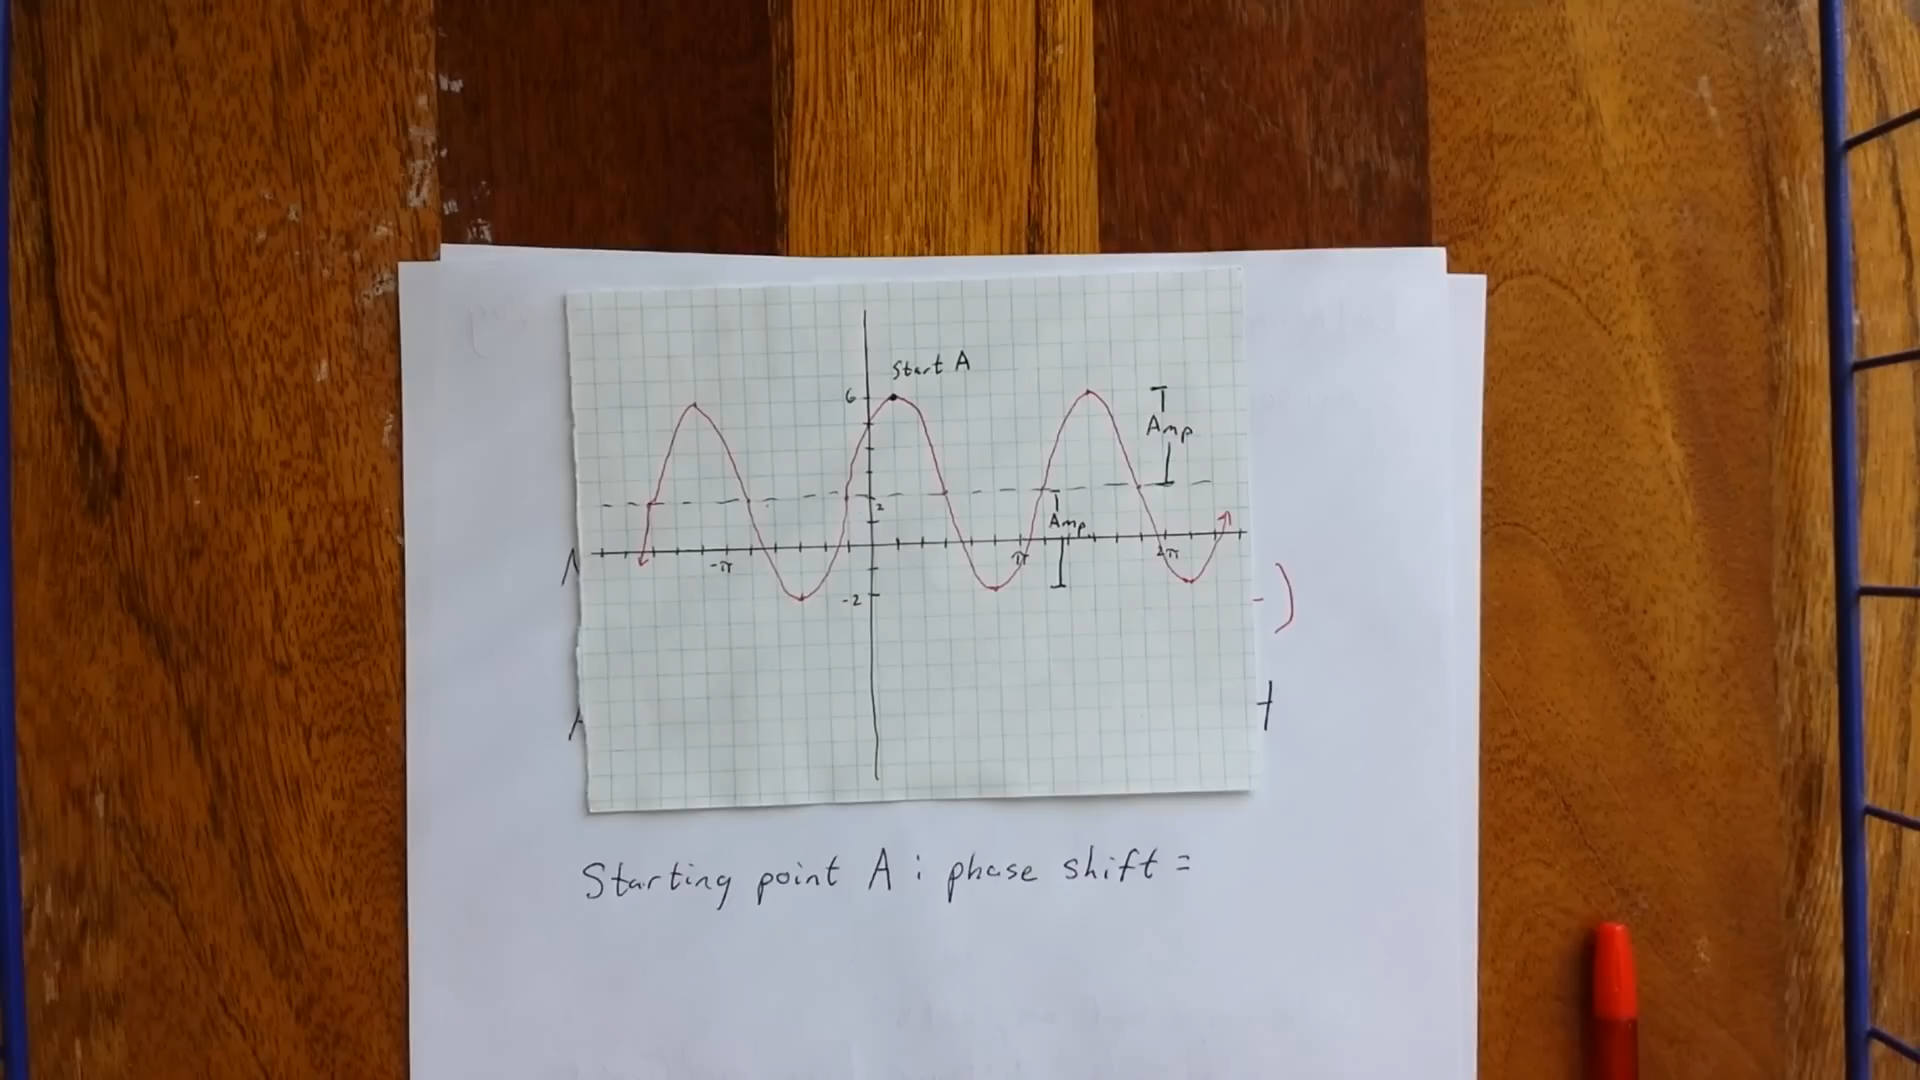 Start A
6
Amp
2
Amp
-π
π
2π
-2
Starting point A : phase shift =